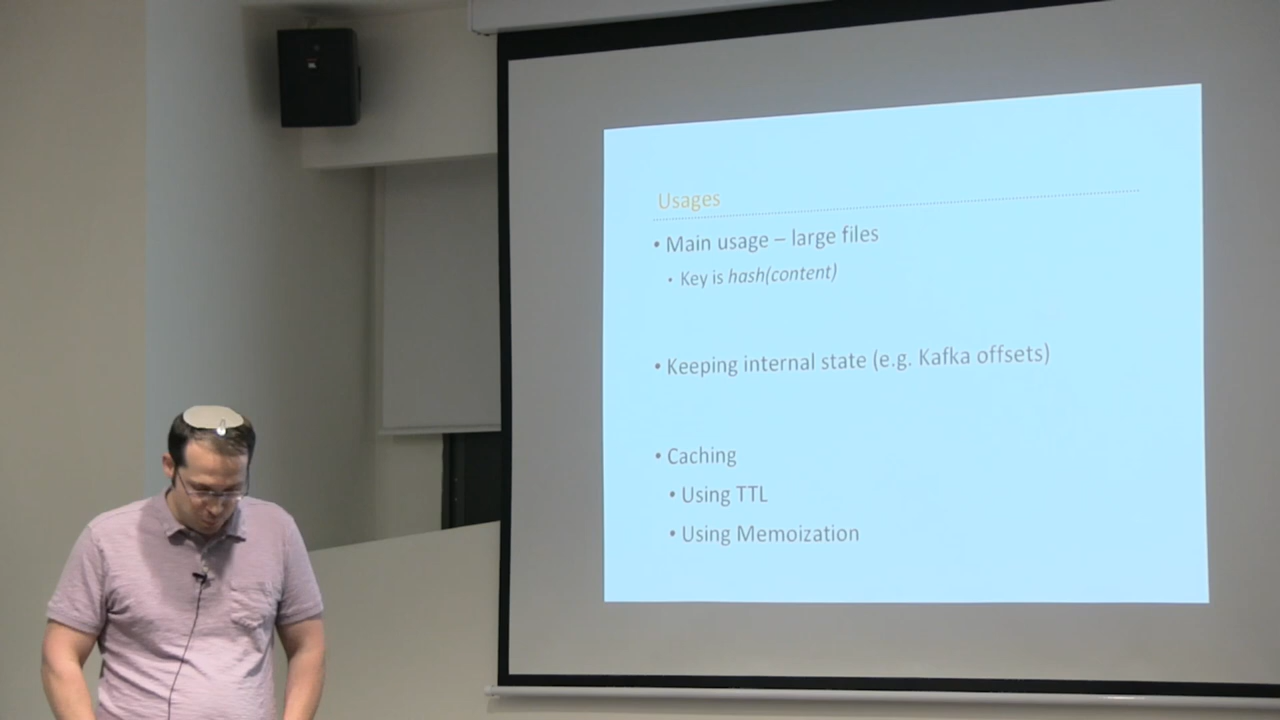 Usages
• Main usage – large files
• Key is hash(content)
• Keeping internal state (e.g. Kafka offsets)
• Caching
• Using TTL
• Using Memoization